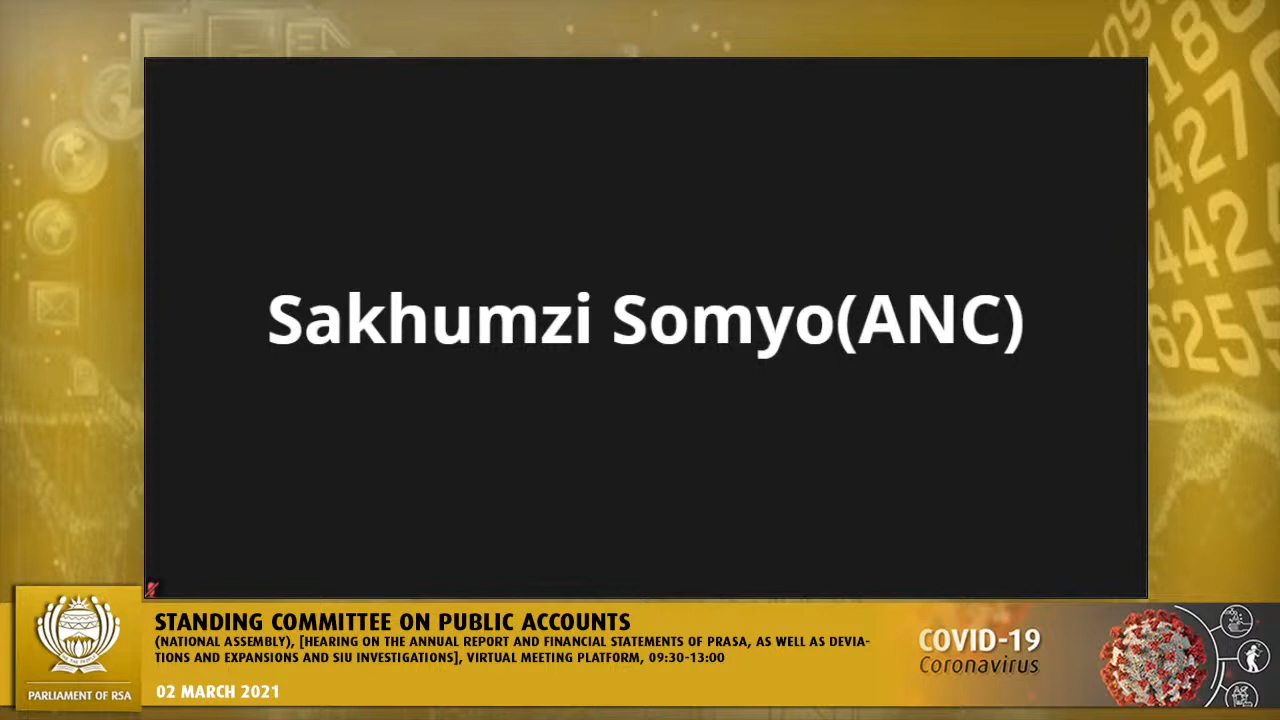 Sakhumzi Somyo(ANC)
STANDING COMMITTEE ON PUBLIC ACCOUNTS
(NATIONAL ASSEMBLY), [HEARING ON THE ANNUAL REPORT AND FINANCIAL STATEMENTS OF PRASA, AS WELL AS DEVIA-
TIONS AND EXPANSIONS AND SIU INVESTIGATIONS], VIRTUAL MEETING PLATFORM, 09:30-13:00
02 MARCH 2021
PARLIAMENT OF RSA
COVID-19
Coronavirus